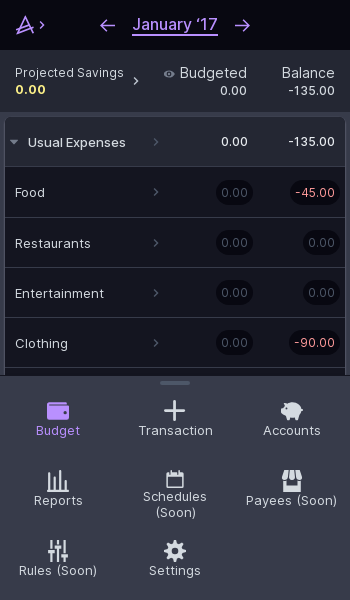 January ‘17
Projected Savings
0.00
Budgeted
0.00
Balance
-135.00
Usual Expenses 0.00 -135.00
Food 0.00 -45.00
Restaurants 0.00 0.00
Entertainment 0.00 0.00
Clothing 0.00 -90.00
Budget
Transaction
Accounts
Reports
Schedules
(Soon)
Payees (Soon)
Rules (Soon)
Settings